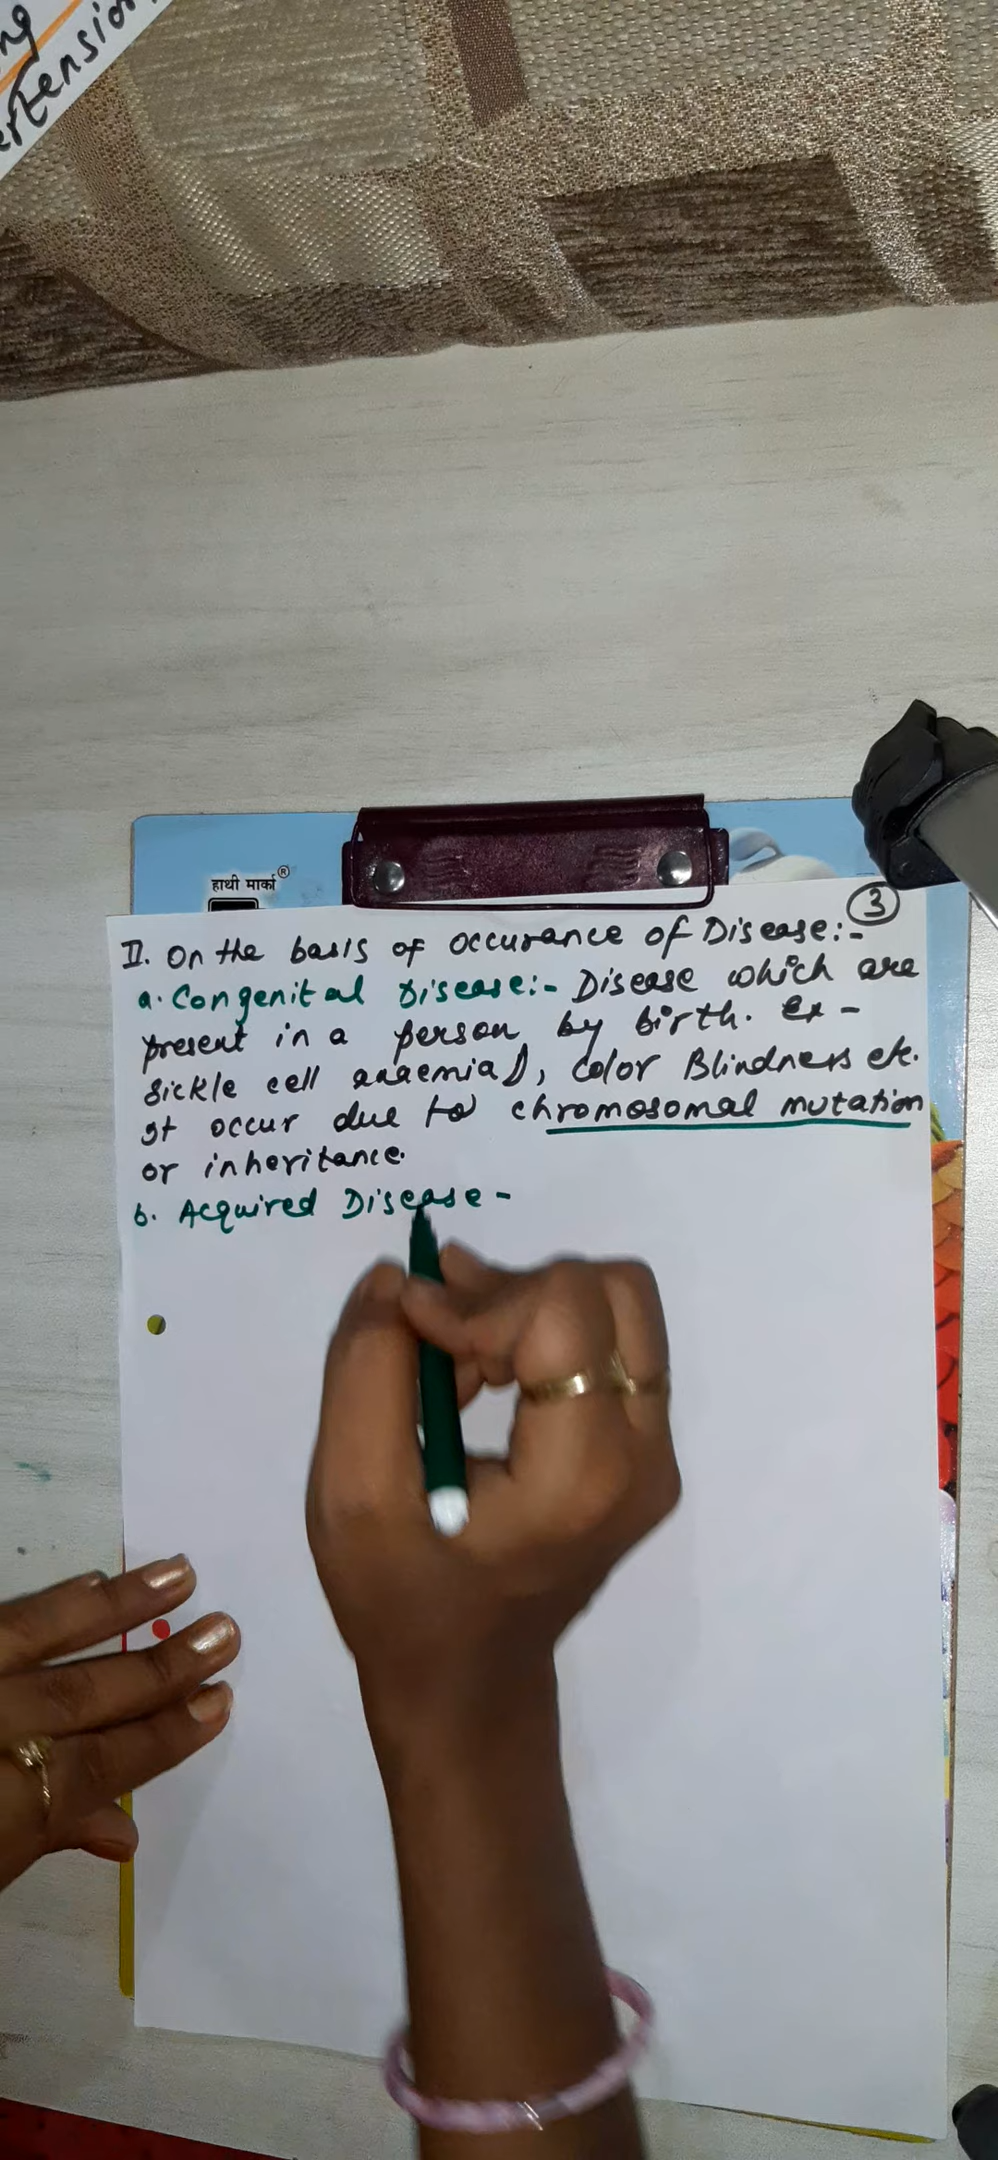 ng
ertension
हाथी मार्का ®
3
II. On the basis of occurance of Disease:-
a. Congenital Disease:- Disease which are
present in a person by birth. Ex -
Sickle cell anaemia, color Blindness etc.
It occur due to chromosomal mutation
or inheritance.
b. Acquired Disease -